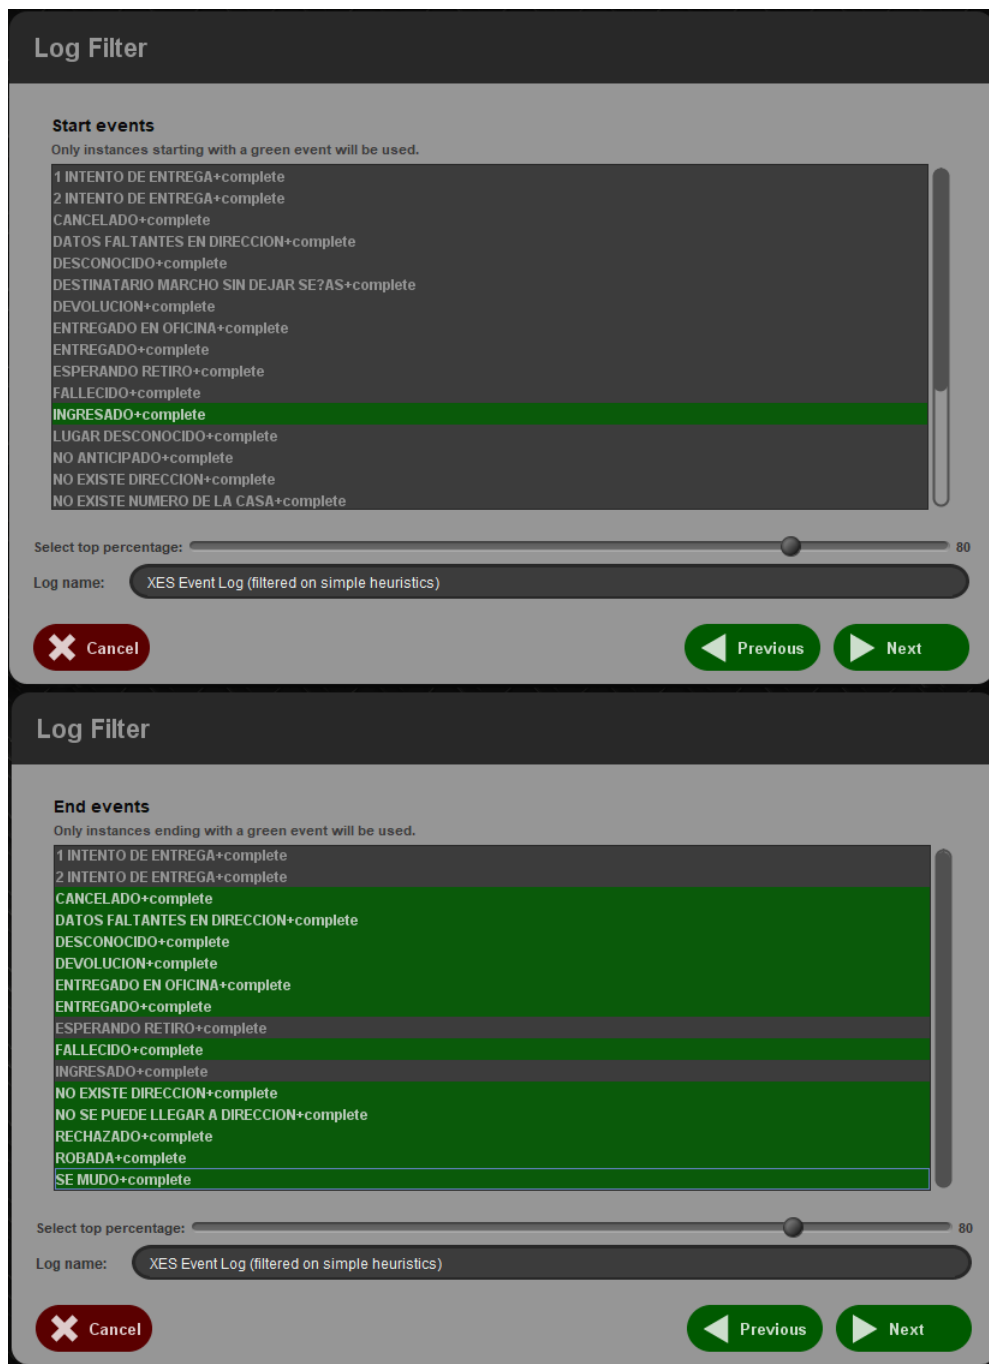 Log Filter
Start events
Only instances starting with a green event will be used.
1 INTENTO DE ENTREGA+complete
2 INTENTO DE ENTREGA+complete
CANCELADO+complete
DATOS FALTANTES EN DIRECCION+complete
DESCONOCIDO+complete
DESTINATARIO MARCHO SIN DEJAR SE?AS+complete
DEVOLUCION+complete
ENTREGADO EN OFICINA+complete
ENTREGADO+complete
ESPERANDO RETIRO+complete
FALLECIDO+complete
INGRESADO+complete
LUGAR DESCONOCIDO+complete
NO ANTICIPADO+complete
NO EXISTE DIRECCION+complete
NO EXISTE NUMERO DE LA CASA+complete
Select top percentage: 80
Log name: XES Event Log (filtered on simple heuristics)
Cancel Previous Next
Log Filter
End events
Only instances ending with a green event will be used.
1 INTENTO DE ENTREGA+complete
2 INTENTO DE ENTREGA+complete
CANCELADO+complete
DATOS FALTANTES EN DIRECCION+complete
DESCONOCIDO+complete
DEVOLUCION+complete
ENTREGADO EN OFICINA+complete
ENTREGADO+complete
ESPERANDO RETIRO+complete
FALLECIDO+complete
INGRESADO+complete
NO EXISTE DIRECCION+complete
NO SE PUEDE LLEGAR A DIRECCION+complete
RECHAZADO+complete
ROBADA+complete
SE MUDO+complete
Select top percentage: 80
Log name: XES Event Log (filtered on simple heuristics)
Cancel Previous Next